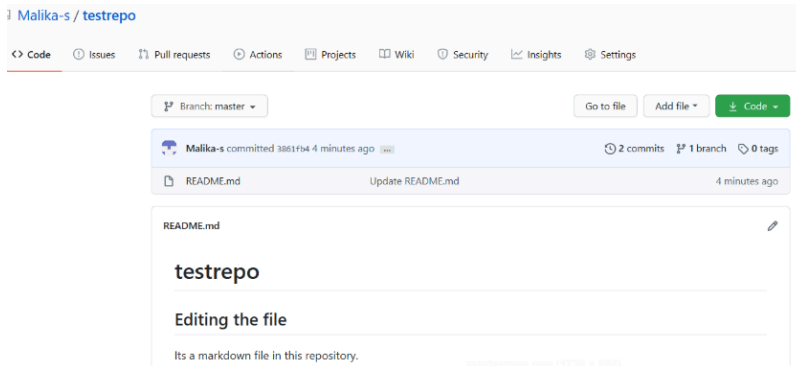 Malika-s / testrepo
Code Issues Pull requests Actions Projects Wiki Security Insights Settings
Branch: master Go to file Add file Code
Malika-s committed 3861fb4 4 minutes ago ... 2 commits 1 branch 0 tags
README.md Update README.md 4 minutes ago
README.md
testrepo
Editing the file
Its a markdown file in this repository.